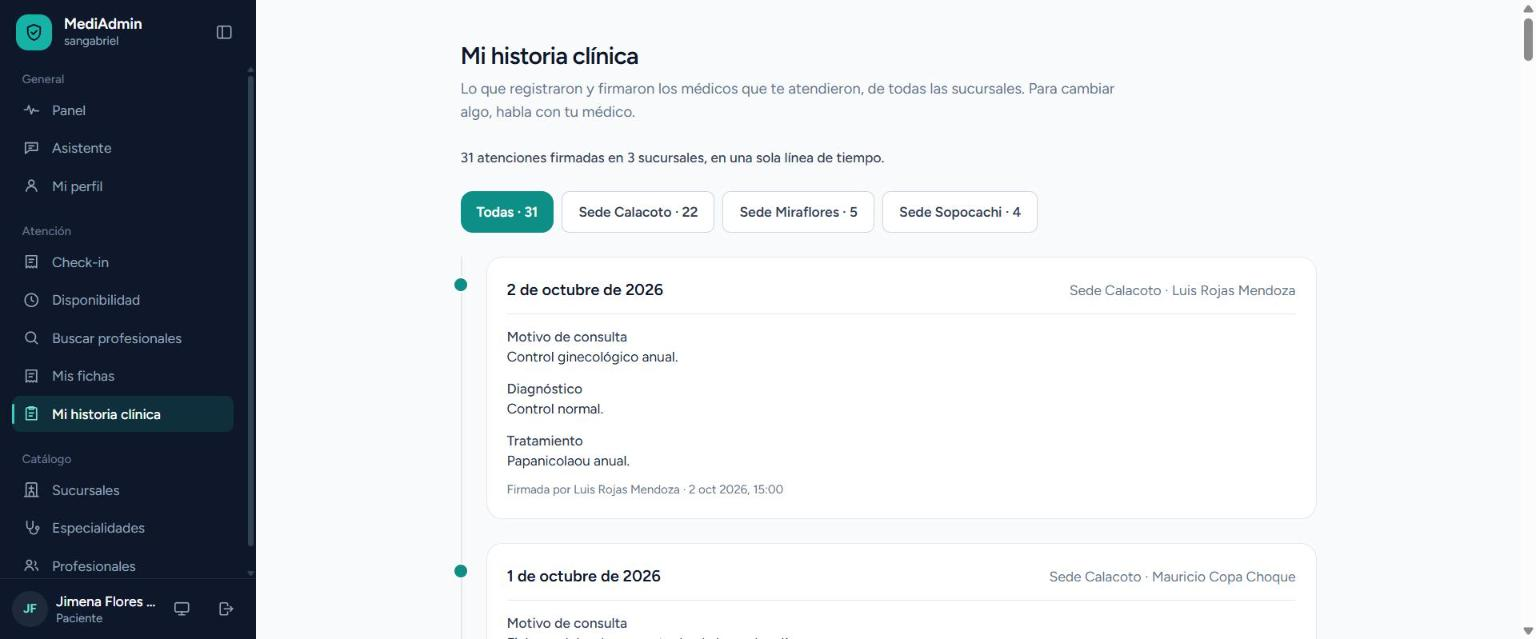 MediAdmin
sangabriel
General
Panel
Asistente
Mi perfil
Atención
Check-in
Disponibilidad
Buscar profesionales
Mis fichas
Mi historia clínica
Catálogo
Sucursales
Especialidades
Profesionales
JF
Jimena Flores ...
Paciente
Mi historia clínica
Lo que registraron y firmaron los médicos que te atendieron, de todas las sucursales. Para cambiar
algo, habla con tu médico.
31 atenciones firmadas en 3 sucursales, en una sola línea de tiempo.
Todas · 31
Sede Calacoto · 22
Sede Miraflores · 5
Sede Sopocachi · 4
2 de octubre de 2026
Sede Calacoto · Luis Rojas Mendoza
Motivo de consulta
Control ginecológico anual.
Diagnóstico
Control normal.
Tratamiento
Papanicolaou anual.
Firmada por Luis Rojas Mendoza · 2 oct 2026, 15:00
1 de octubre de 2026
Sede Calacoto · Mauricio Copa Choque
Motivo de consulta